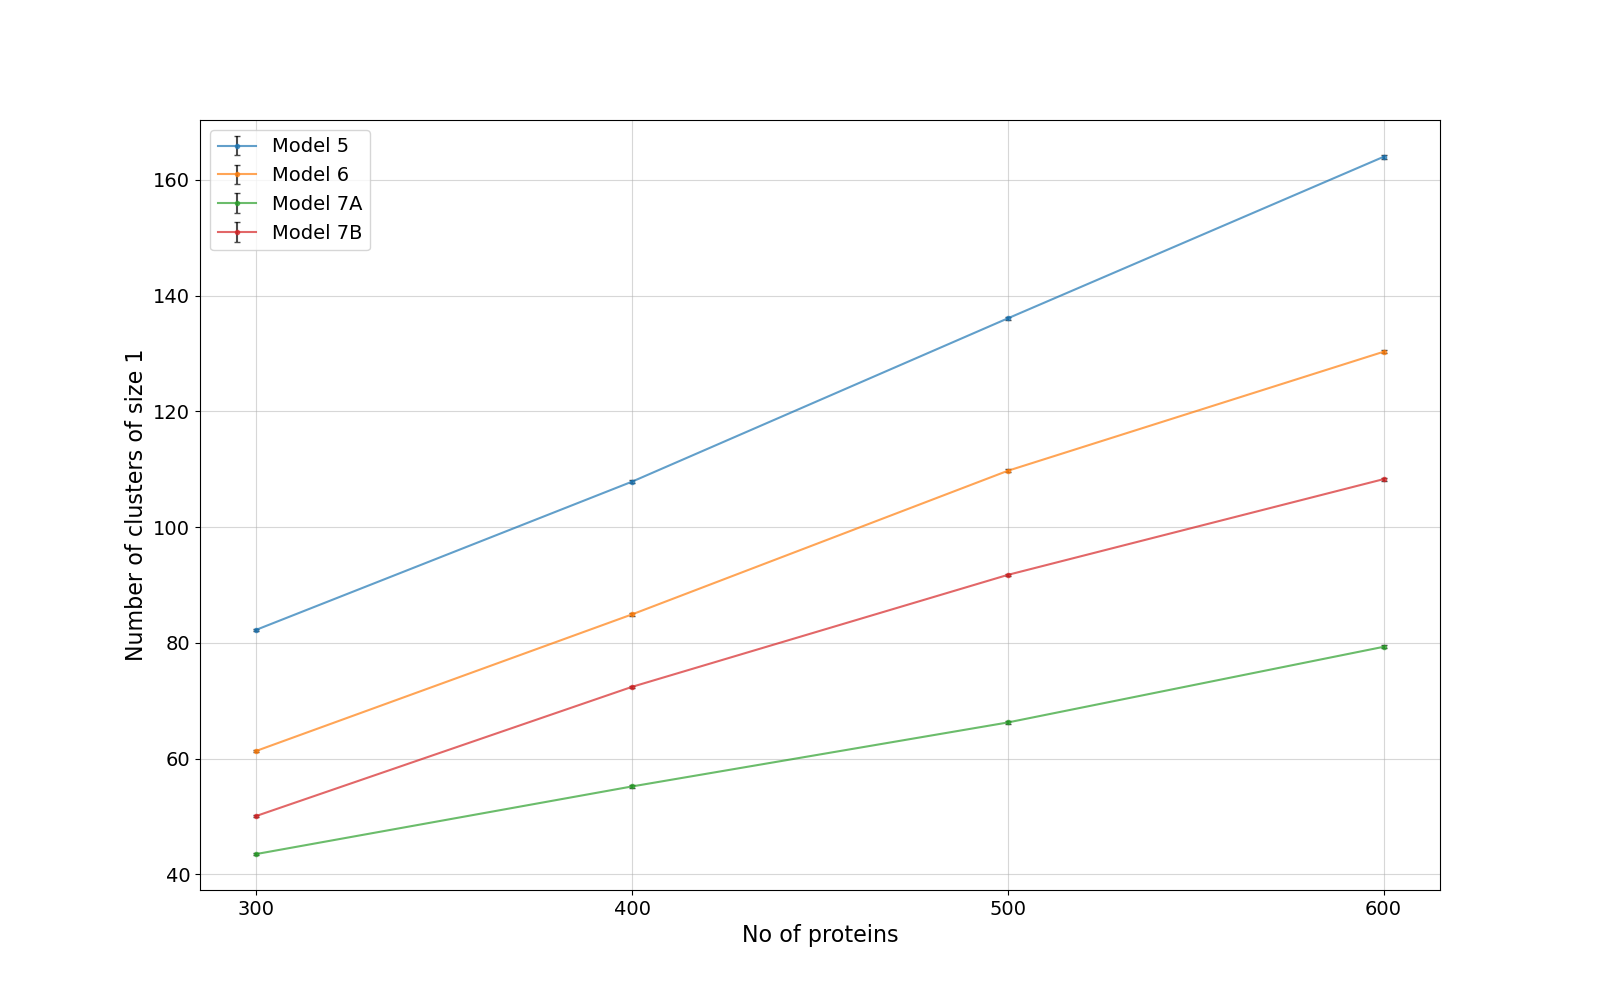 Model 5
Model 6
Model 7A
Model 7B
160
140
120
100
80
60
40
Number of clusters of size 1
300 400 500 600
No of proteins